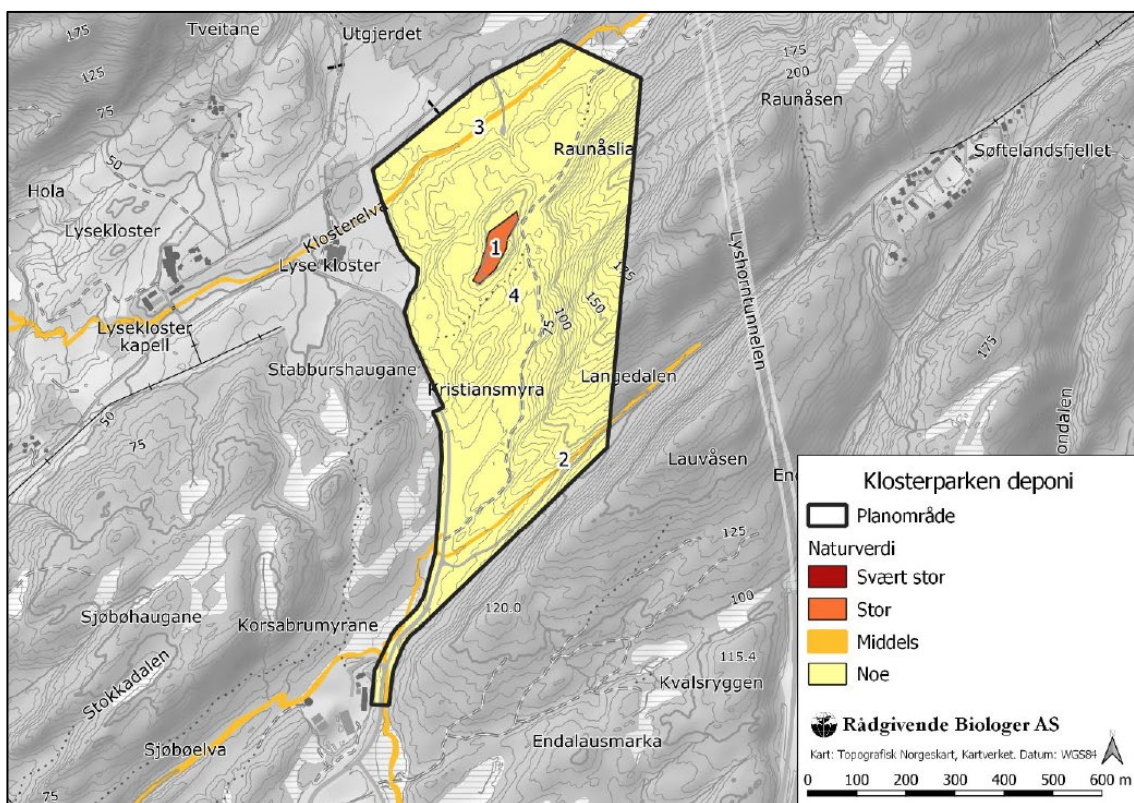 175
Tveitane
Utgjerdet
175
200
Raunåsen
125
75
3
Raunåslia
Søftelandsfjellet
50
Hola
Lysekloster
Klosterelva
Lyse kloster
1
Lyshorntunnelen
175
4
150
100
75
Lysekloster
kapell
Stabburshaugane
Langedalen
175
Kristiansmyra
50
75
2
Lauvåsen
125
Sjøbøhaugane
Korsabrumyrane
120.0
100
115.4
Stokkadalen
Kvalsryggen
Sjøbøelva
Endalausmarka
75
Klosterparken deponi
Planområde
Naturverdi
Svært stor
Stor
Middels
Noe
Rådgivende Biologer AS
Kart: Topografisk Norgeskart, Kartverket. Datum: WGS84
0 100 200 300 400 500 600 m